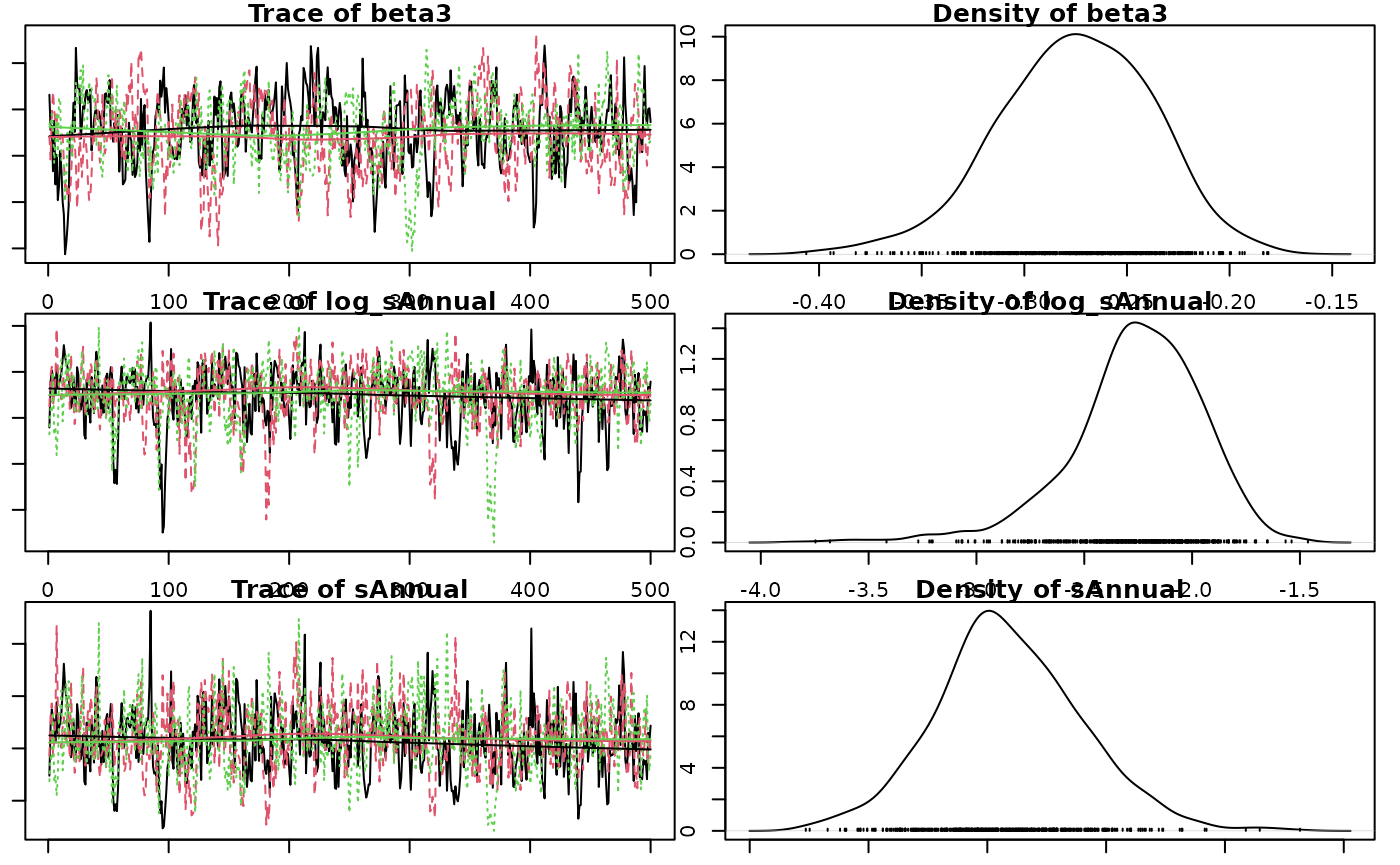 Trace of beta3
Density of beta3
10
8
6
4
2
0
0 100 200 300 400 500
-0.40 -0.35 -0.30 -0.25 -0.20 -0.15
Trace of log_sAnnual
Density of log_sAnnual
1.2
0.8
0.4
0.0
0 100 200 300 400 500
-4.0 -3.5 -3.0 -2.5 -2.0 -1.5
Trace of sAnnual
Density of sAnnual
12
8
4
0